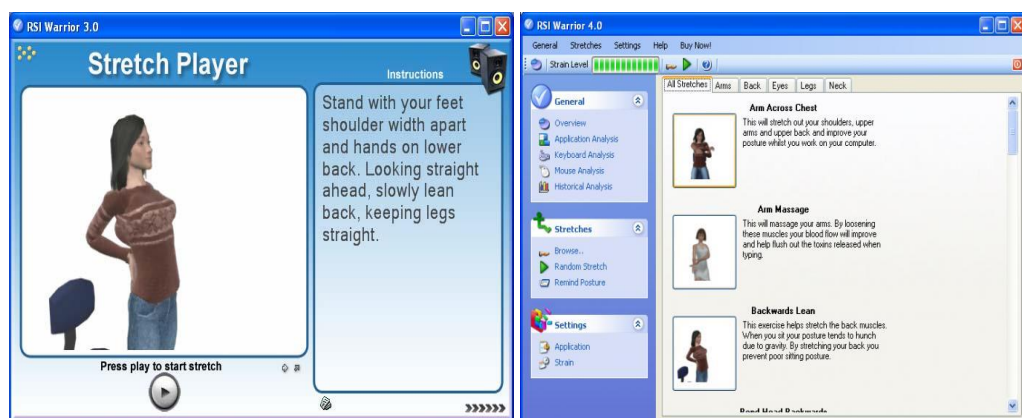 RSI Warrior 3.0
Stretch Player
Instructions
Stand with your feet
shoulder width apart
and hands on lower
back. Looking straight
ahead, slowly lean
back, keeping legs
straight.
Press play to start stretch
RSI Warrior 4.0
General Stretches Settings Help Buy Now!
Strain Level
General
Overview
Application Analysis
Keyboard Analysis
Mouse Analysis
Historical Analysis
Stretches
Browse..
Random Stretch
Remind Posture
Settings
Application
Strain
All Stretches Arms Back Eyes Legs Neck
Arm Across Chest
This will stretch out your shoulders, upper
arms and upper back and improve your
posture whilst you work on your computer.
Arm Massage
This will massage your arms. By loosening
these muscles your blood flow will improve
and help flush out the toxins released when
typing.
Backwards Lean
This exercise helps stretch the back muscles.
When you sit your posture tends to hunch
due to gravity. By stretching your back you
prevent poor sitting posture.
Bend Head Backwards